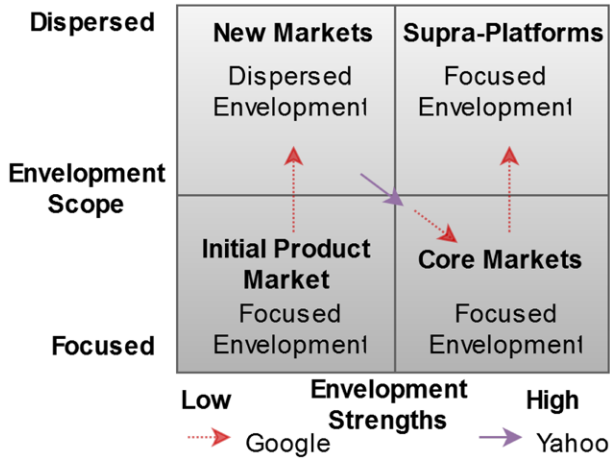 Dispersed
New Markets
Dispersed
Envelopment
Supra-Platforms
Focused
Envelopment
Envelopment
Scope
Initial Product
Market
Focused
Envelopment
Core Markets
Focused
Envelopment
Focused
Low
Envelopment
Strengths
High
Google
Yahoo